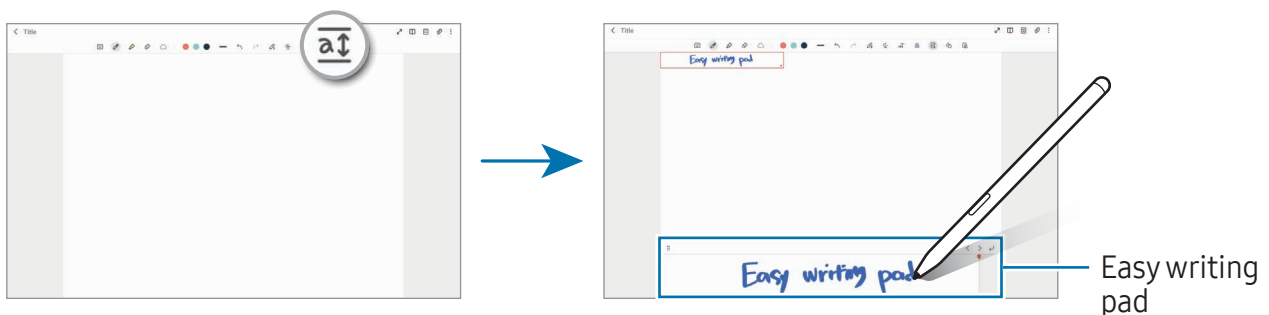 Title
a
Title
Easy writing pad
Easy writing pad
Easy writing
pad